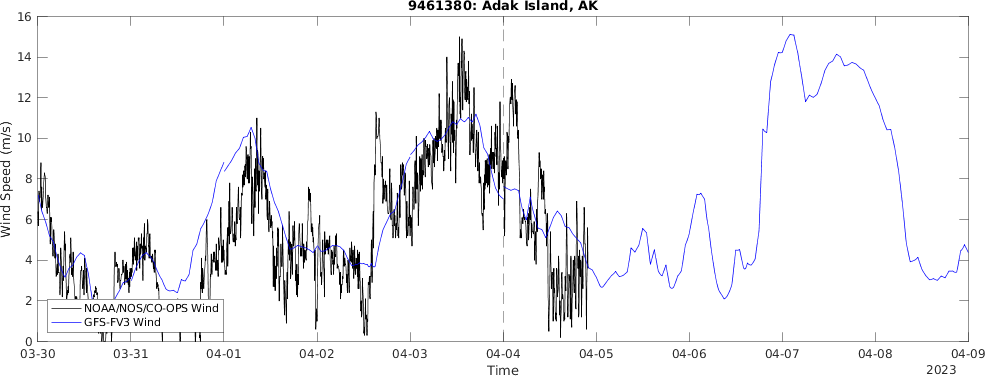 9461380: Adak Island, AK
Wind Speed (m/s)
16
14
12
10
8
6
4
2
0
NOAA/NOS/CO-OPS Wind
GFS-FV3 Wind
03-30 03-31 04-01 04-02 04-03 04-04 04-05 04-06 04-07 04-08 04-09
Time
2023